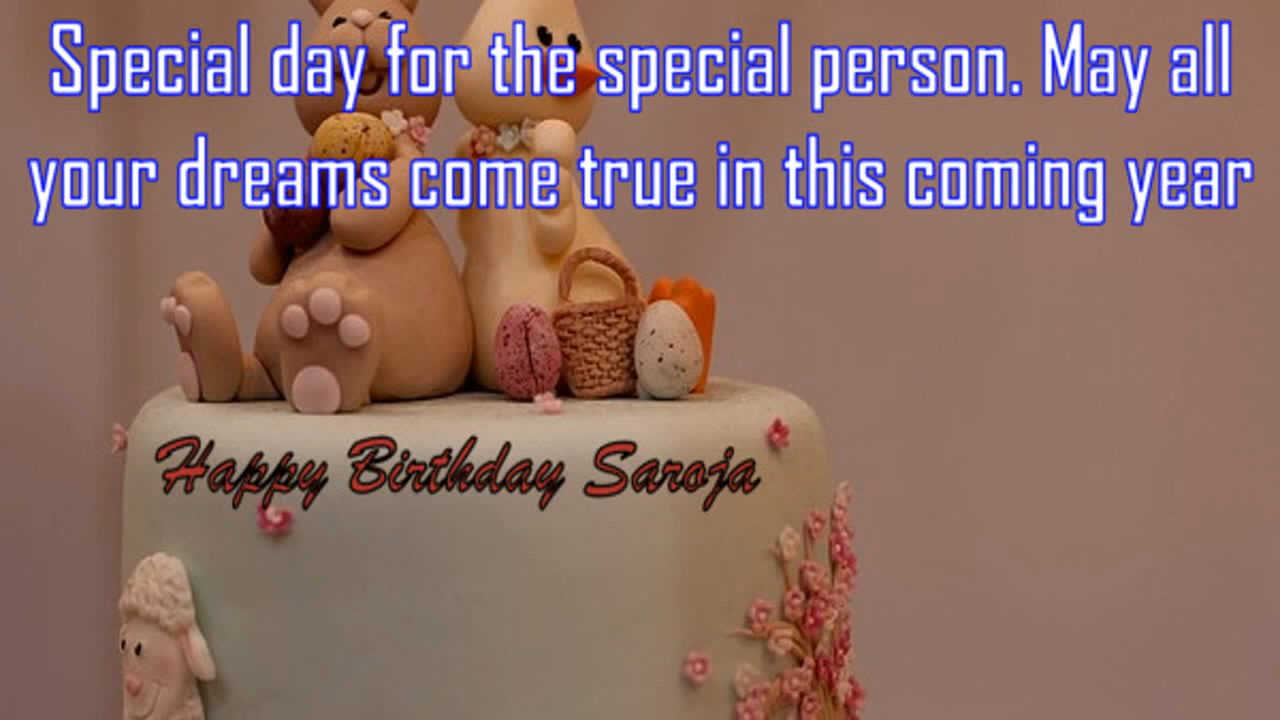 Special day for the special person. May all
your dreams come true in this coming year
Happy Birthday Saroja